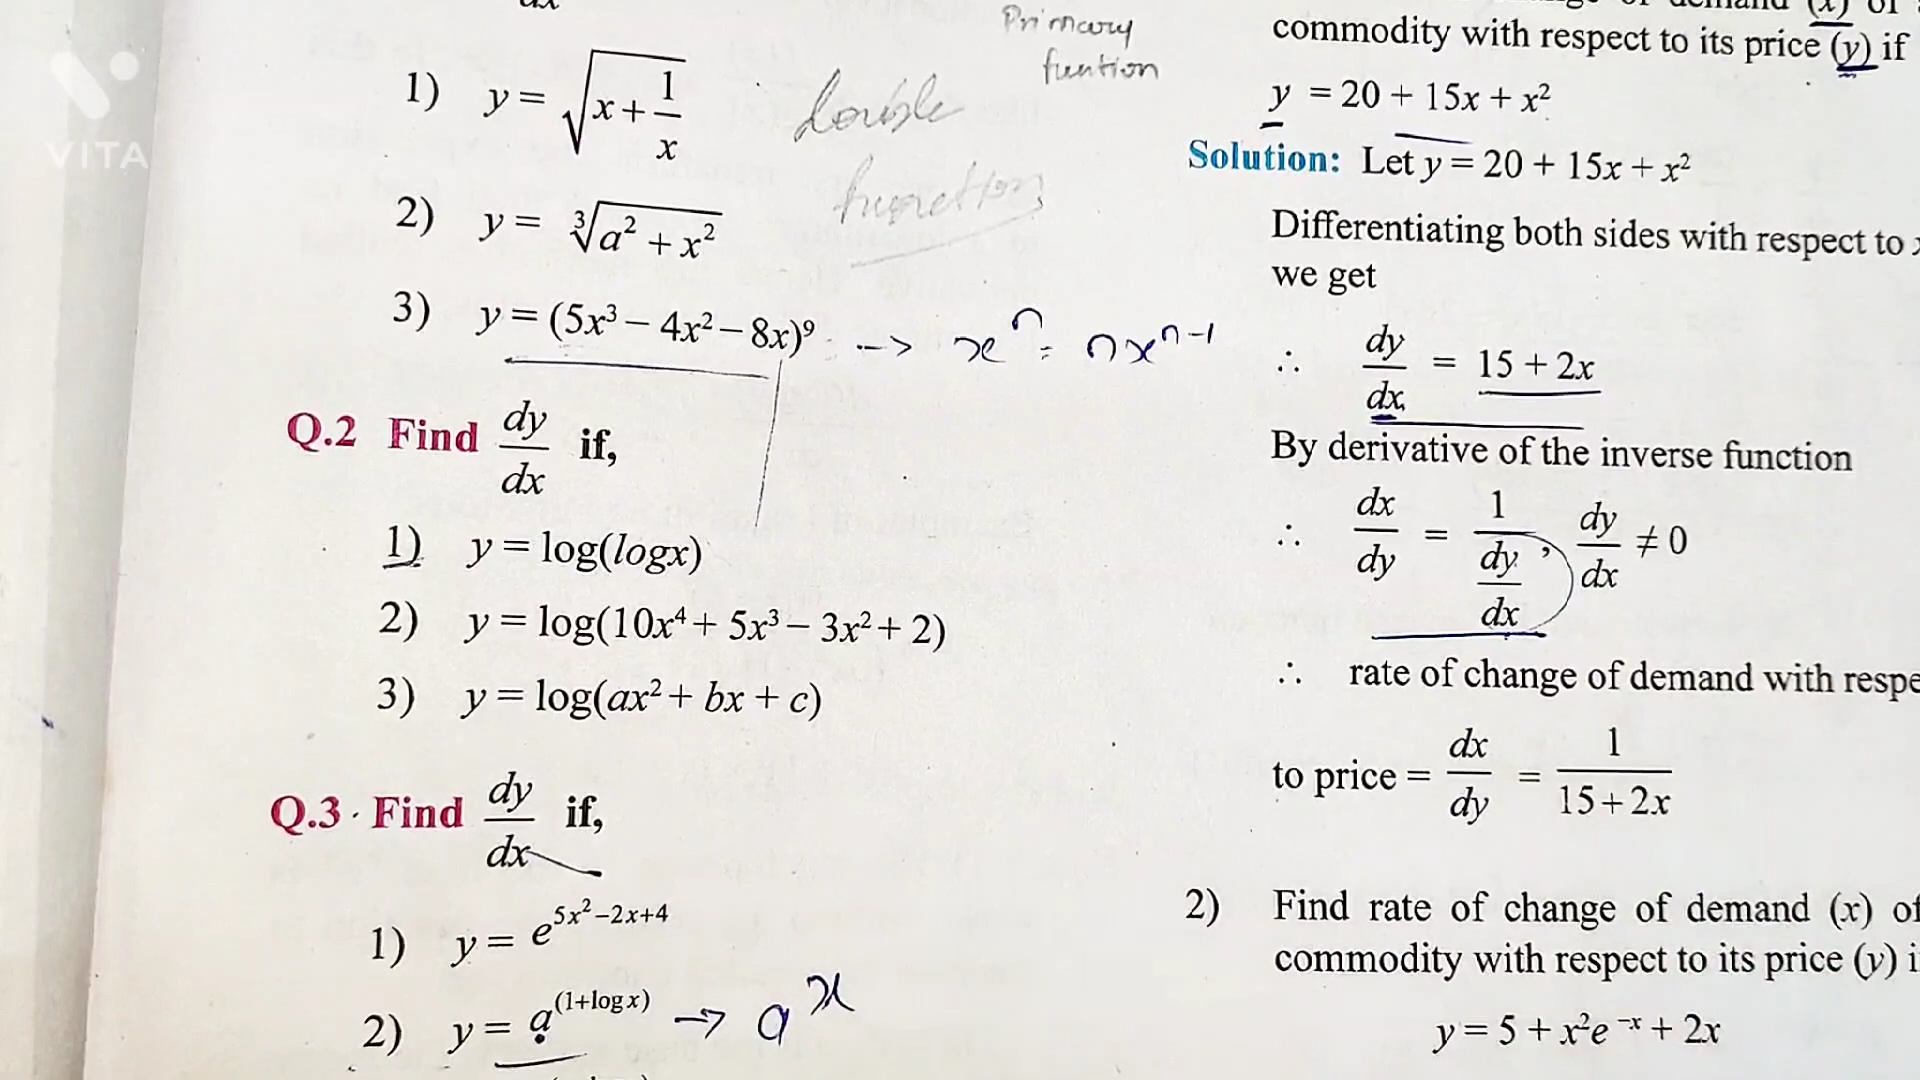 VITA
1) y = √(x + 1/x)
2) y = ∛(a² + x²)
3) y = (5x³ – 4x² – 8x)⁹ → xⁿ = nxⁿ⁻¹
Primary
funtion
double
function
Q.2 Find dy/dx if,
1) y = log(logx)
2) y = log(10x⁴ + 5x³ – 3x² + 2)
3) y = log(ax² + bx + c)
Q.3 Find dy/dx if,
1) y = e^(5x²–2x+4)
2) y = a^(1+logx) → a^x
commodity with respect to its price (y) if
y = 20 + 15x + x²
Solution: Let y = 20 + 15x + x²
Differentiating both sides with respect to
we get
∴ dy/dx = 15 + 2x
By derivative of the inverse function
∴ dx/dy = 1/(dy/dx), dy/dx ≠ 0
∴ rate of change of demand with
to price = dx/dy = 1/(15+2x)
2) Find rate of change of demand (x) of
commodity with respect to its price (y)
y = 5 + x²e^–x + 2x